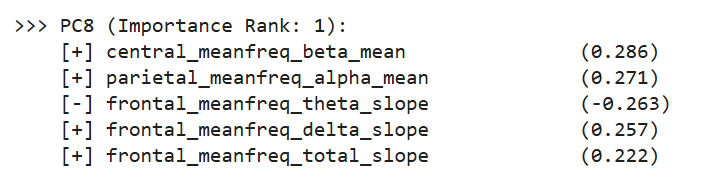 >>> PC8 (Importance Rank: 1):
[+] central_meanfreq_beta_mean (0.286)
[+] parietal_meanfreq_alpha_mean (0.271)
[-] frontal_meanfreq_theta_slope (-0.263)
[+] frontal_meanfreq_delta_slope (0.257)
[+] frontal_meanfreq_total_slope (0.222)